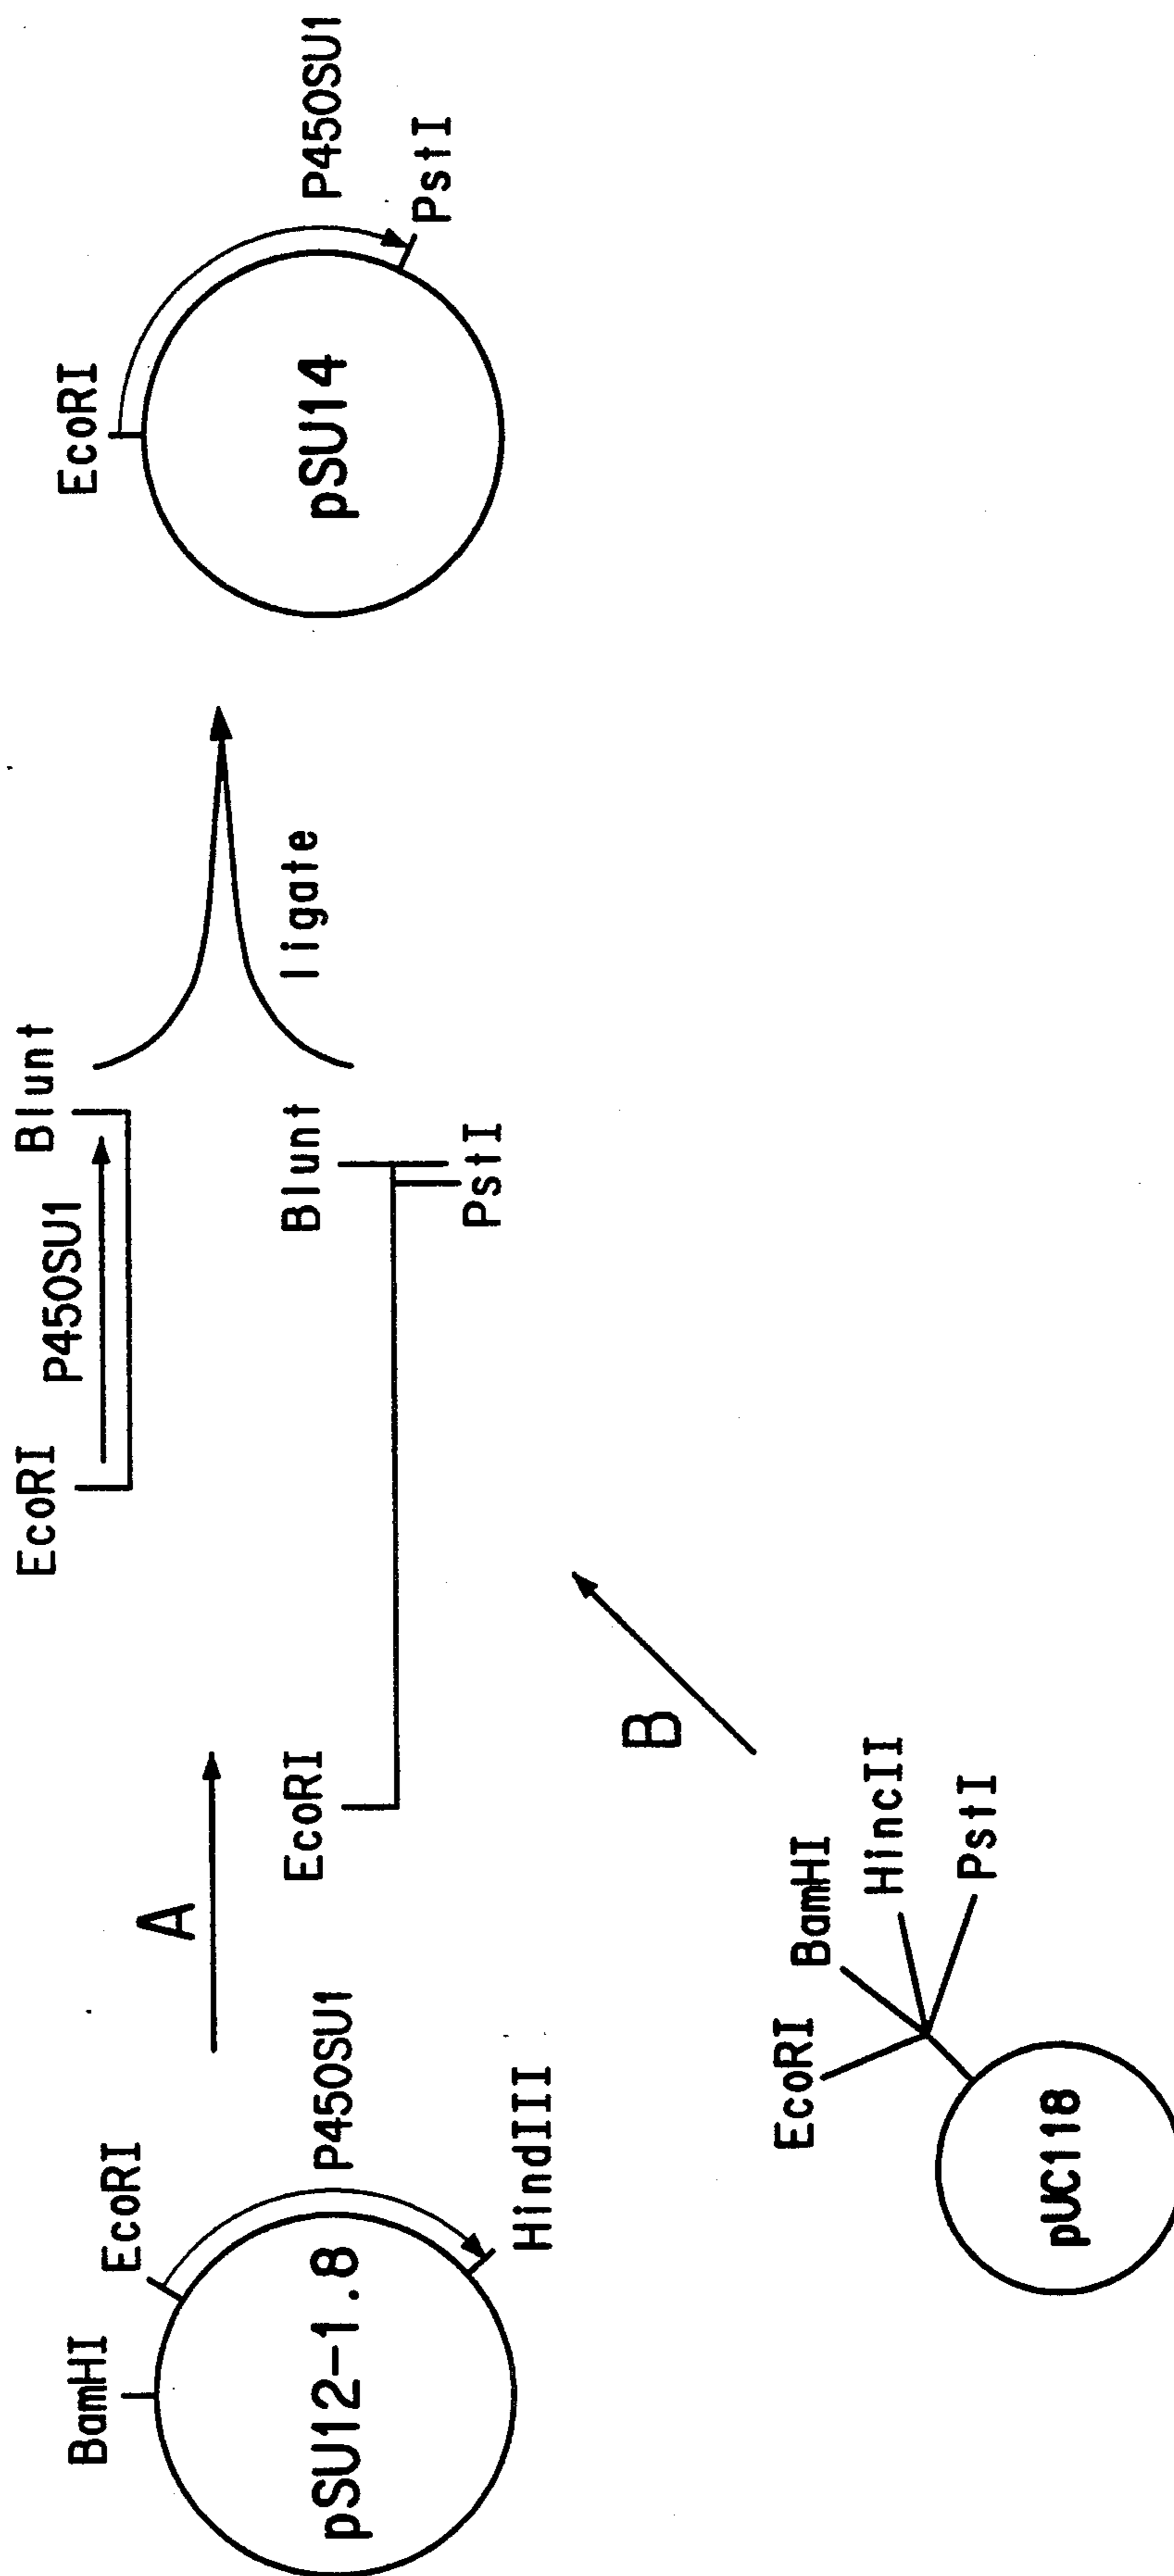 BamHI
EcoRI
P450SU1
HindIII
pSU12-1.8
A
EcoRI
P450SU1
Blunt
EcoRI
Blunt
PstI
ligate
EcoRI
P450SU1
PstI
pSU14
B
EcoRI
BamHI
HincII
PstI
pUC118